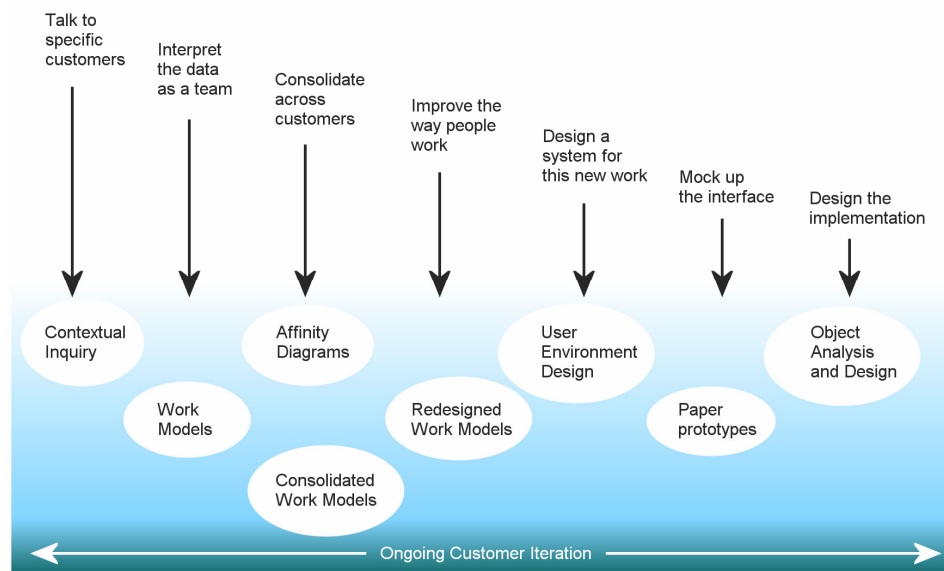 Talk to
specific
customers
Interpret
the data
as a team
Consolidate
across
customers
Improve the
way people
work
Design a
system for
this new work
Mock up
the interface
Design the
implementation
Contextual
Inquiry
Work
Models
Affinity
Diagrams
Consolidated
Work Models
Redesigned
Work Models
User
Environment
Design
Paper
prototypes
Object
Analysis
and Design
Ongoing Customer Iteration